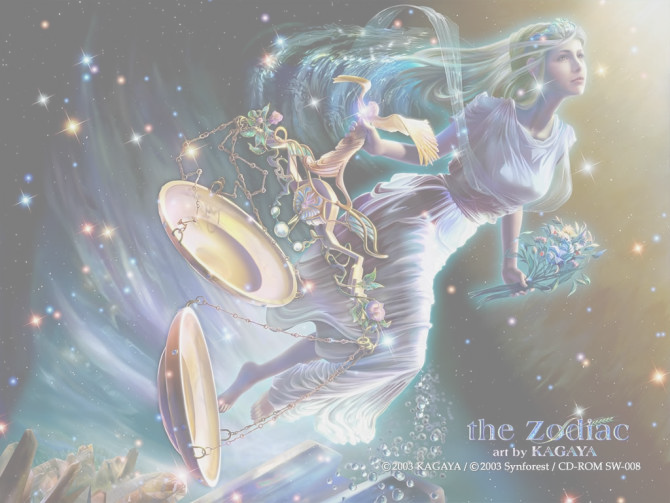 the Zodiac
art by KAGAYA
©2003 KAGAYA / ©2003 Synforest / CD-ROM SW-008